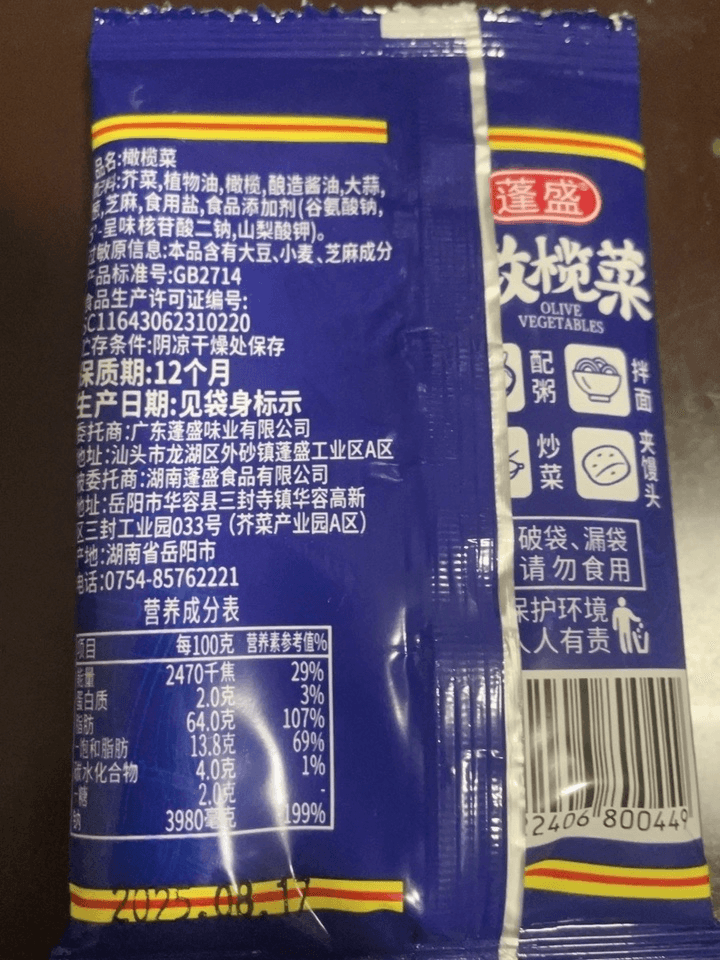 品名:橄榄菜
配料:芥菜,植物油,橄榄,酿造酱油,大蒜,
芝麻,食用盐,食品添加剂(谷氨酸钠,
呈味核苷酸二钠,山梨酸钾)。
过敏原信息:本品含有大豆、小麦、芝麻成分
产品标准号:GB2714
食品生产许可证编号:
SC11643062310220
贮存条件:阴凉干燥处保存
保质期:12个月
生产日期:见袋身标示
委托商:广东蓬盛味业有限公司
地址:汕头市龙湖区外砂镇蓬盛工业区A区
被委托商:湖南蓬盛食品有限公司
地址:岳阳市华容县三封寺镇华容高新
区三封工业园033号(芥菜产业园A区)
产地:湖南省岳阳市
电话:0754-85762221
营养成分表
项目 每100克 营养素参考值%
能量 2470千焦 29%
蛋白质 2.0克 3%
脂肪 64.0克 107%
-饱和脂肪 13.8克 69%
碳水化合物 4.0克 1%
-糖 2.0克 -
钠 3980毫克 199%
2025.08.17
蓬盛®
榄菜
OLIVE
VEGETABLES
配粥
拌面
炒菜
夹馒头
破袋、漏袋
请勿食用
保护环境
人人有责
22406 800449